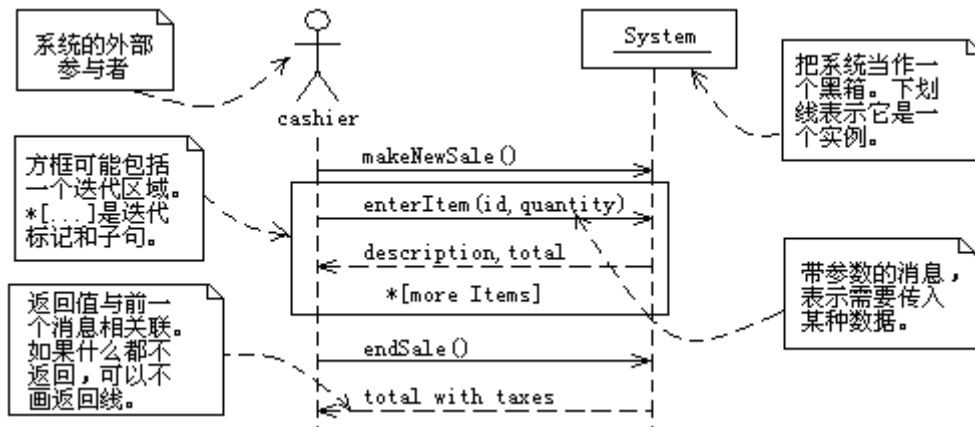 系统的外部
参与者
System
把系统当作一
个黑箱。下划
线表示它是一
个实例。
cashier
方框可能包括
一个迭代区域。
*[...]是迭代
标记和子句。
makeNewSale()
enterItem(id,quantity)
description,total
*[more Items]
带参数的消息，
表示需要传入
某种数据。
返回值与前一
个消息相关联。
如果什么都不
返回，可以不
画返回线。
endSale()
total with taxes